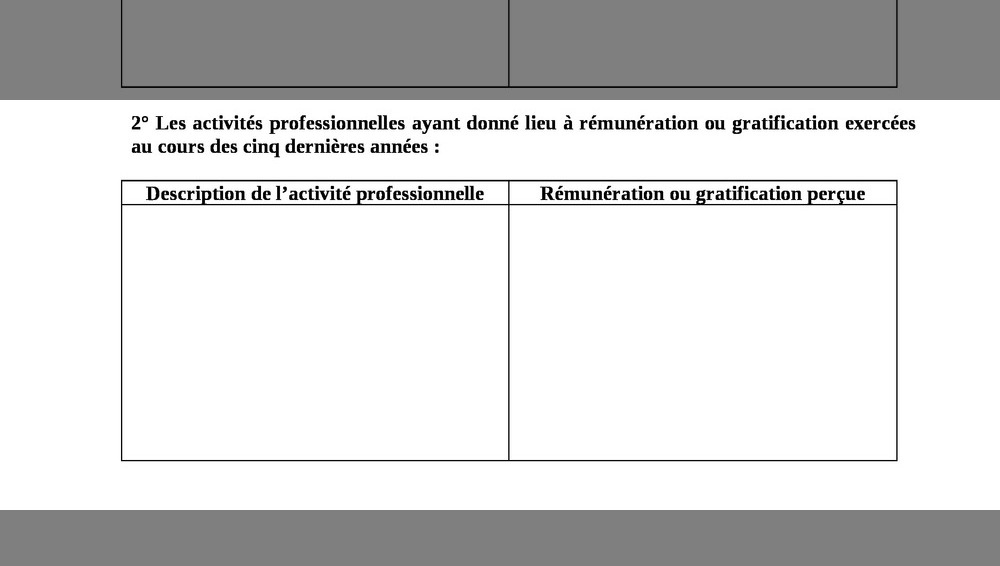 2° Les activités professionnelles ayant donné lieu à rémunération ou gratification exercées
au cours des cinq dernières années :
Description de l’activité professionnelle
Rémunération ou gratification perçue